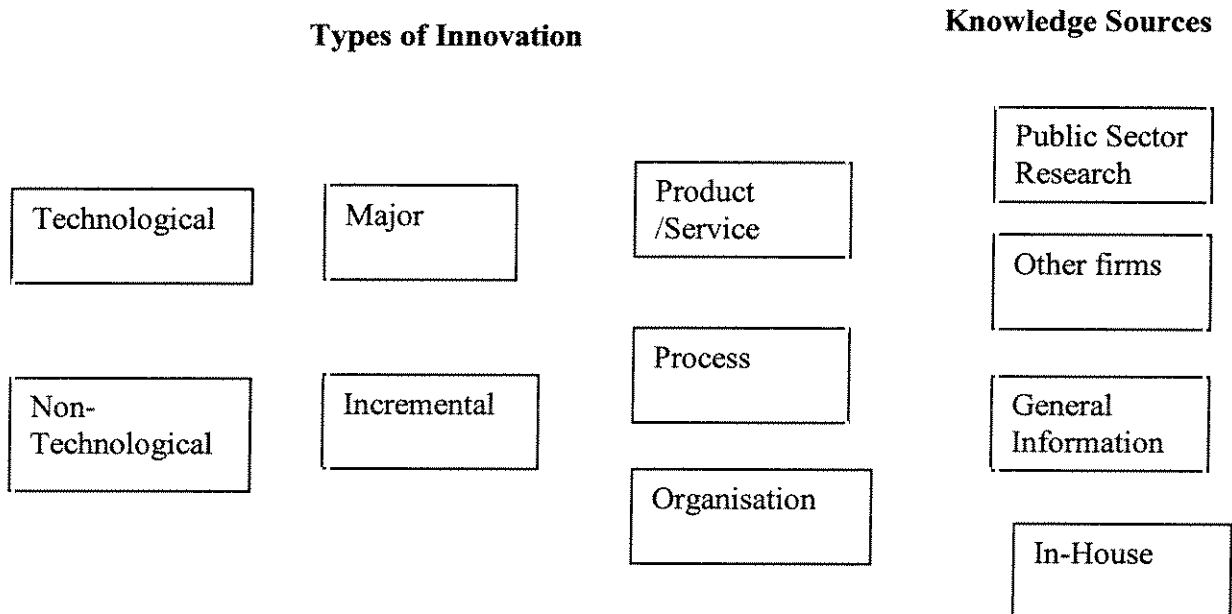 Types of Innovation
Knowledge Sources
Technological
Non-
Technological
Major
Incremental
Product
/Service
Process
Organisation
Public Sector
Research
Other firms
General
Information
In-House